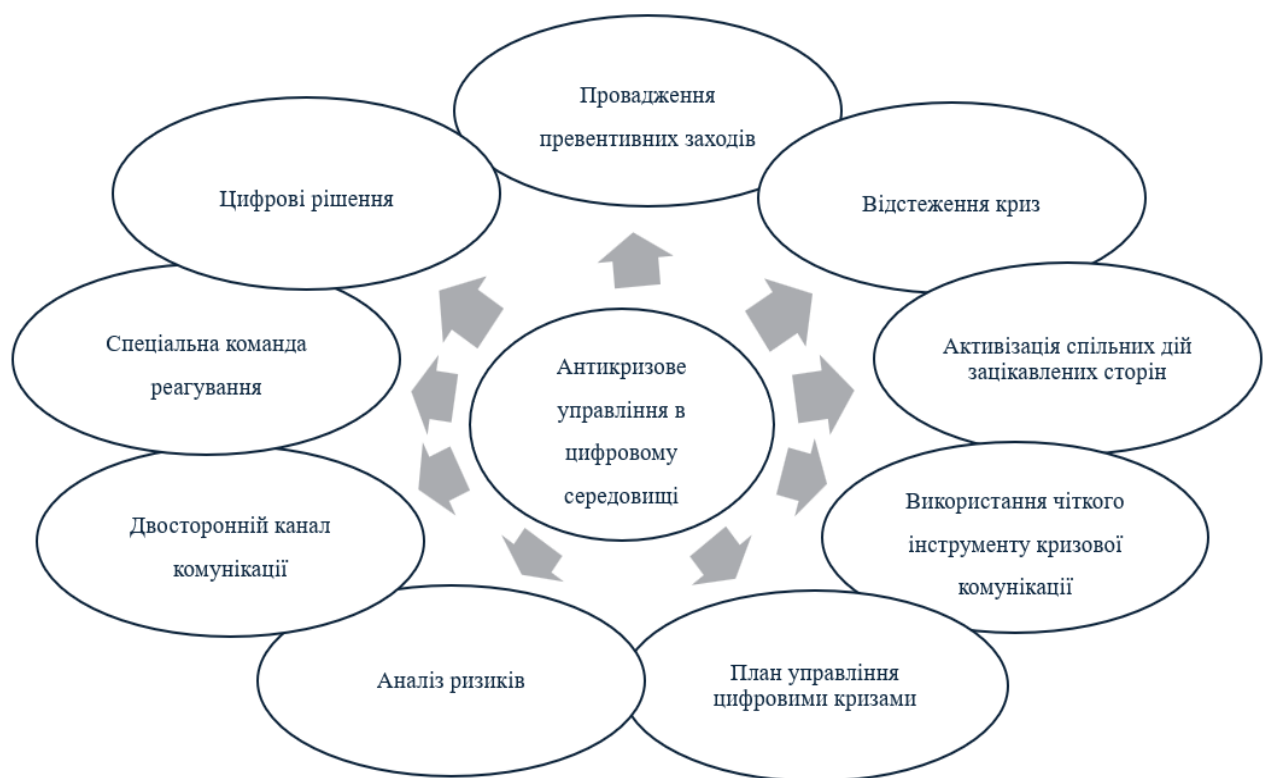 Провадження
превентивних заходів
Відстеження криз
Активізація спільних дій
зацікавлених сторін
Використання чіткого
інструменту кризової
комунікації
План управління
цифровими кризами
Аналіз ризиків
Двосторонній канал
комунікації
Спеціальна команда
реагування
Цифрові рішення
Антикризове
управління в
цифровому
середовищі